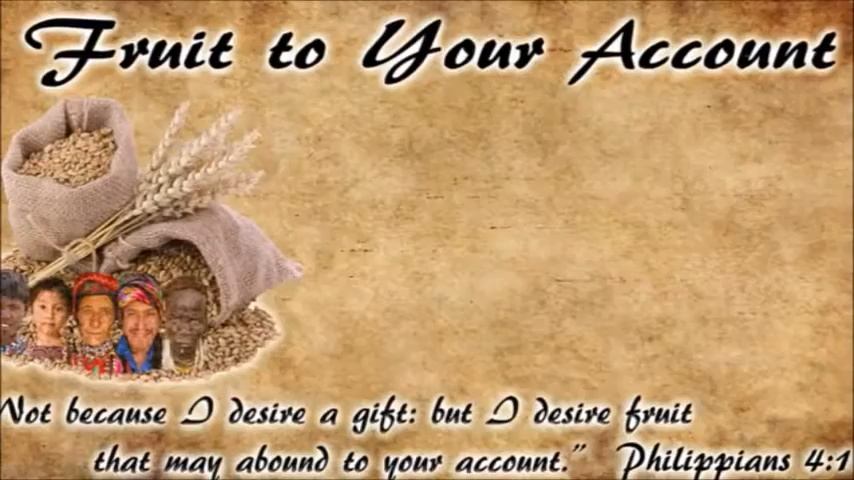 Fruit to Your Account
Not because I desire a gift: but I desire fruit
that may abound to your account.” Philippians 4:1